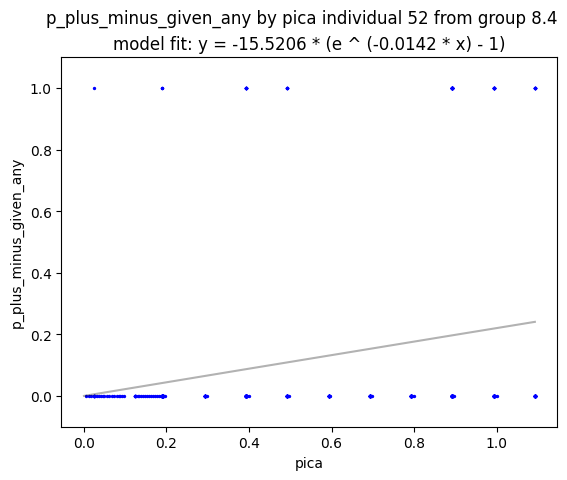 p_plus_minus_given_any by pica individual 52 from group 8.4
model fit: y = -15.5206 * (e ^ (-0.0142 * x) - 1)
1.0
0.8
0.6
0.4
0.2
0.0
p_plus_minus_given_any
0.0 0.2 0.4 0.6 0.8 1.0
pica